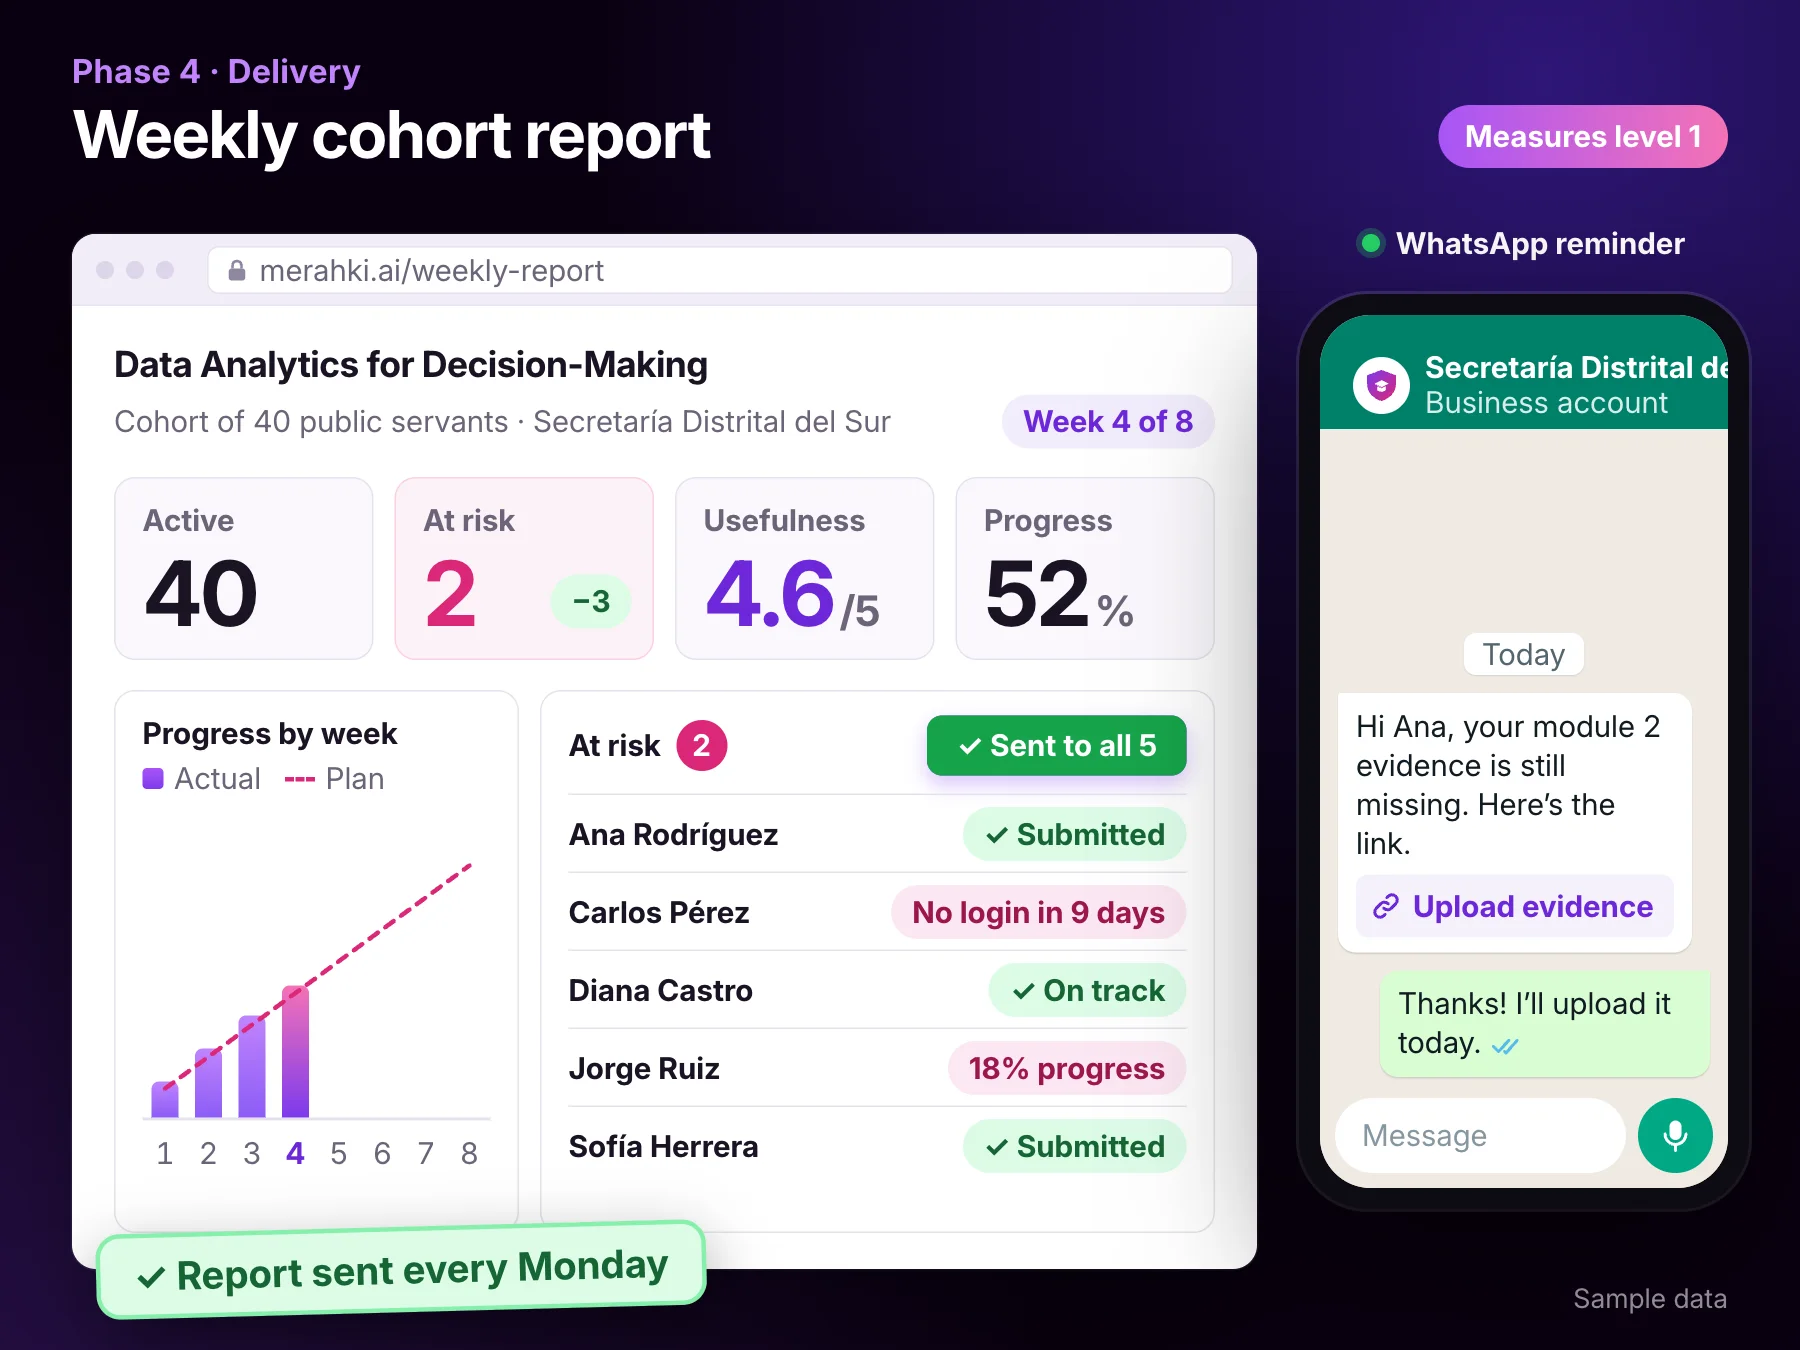 Phase 4 · Delivery
Weekly cohort report
Measures level 1
merahki.ai/weekly-report
Data Analytics for Decision-Making
Cohort of 40 public servants · Secretaría Distrital del Sur
Week 4 of 8
Active
40
At risk
2
−3
Usefulness
4.6/5
Progress
52%
Progress by week
Actual
Plan
1 2 3 4 5 6 7 8
At risk 2
✓ Sent to all 5
Ana Rodríguez
✓ Submitted
Carlos Pérez
No login in 9 days
Diana Castro
✓ On track
Jorge Ruiz
18% progress
Sofía Herrera
✓ Submitted
✓ Report sent every Monday
WhatsApp reminder
Secretaría Distrital de
Business account
Today
Hi Ana, your module 2
evidence is still
missing. Here’s the
link.
Upload evidence
Thanks! I’ll upload it
today.
Message
Sample data